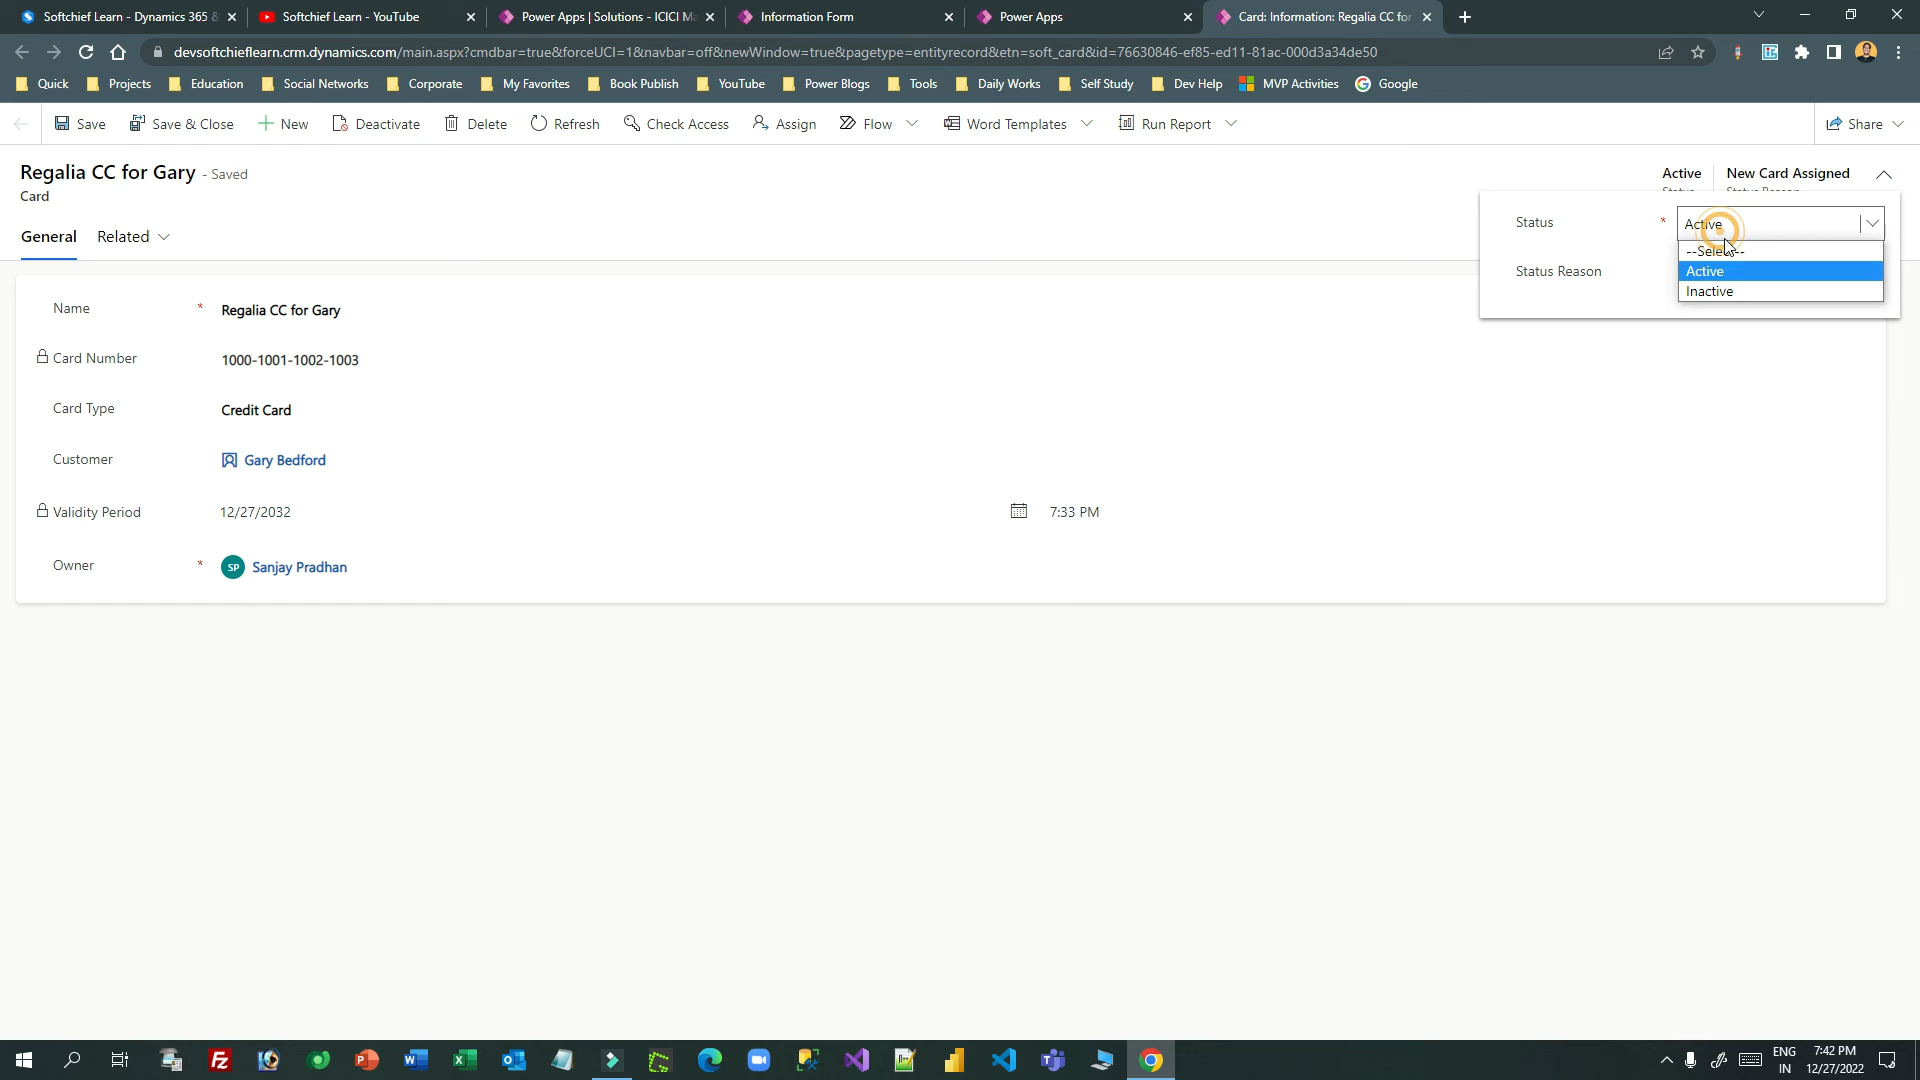 Softchief Learn - Dynamics 365 &
Softchief Learn - YouTube
Power Apps | Solutions - ICICI M
Information Form
Power Apps
Card: Information: Regalia CC for
devsoftchieflearn.crm.dynamics.com/main.aspx?cmdbar=true&forceUCI=1&navbar=off&newWindow=true&pagetype=entityrecord&etn=soft_card&id=76630846-ef85-ed11-81ac-000d3a34de50
Quick
Projects
Education
Social Networks
Corporate
My Favorites
Book Publish
YouTube
Power Blogs
Tools
Daily Works
Self Study
Dev Help
MVP Activities
Google
Save
Save & Close
New
Deactivate
Delete
Refresh
Check Access
Assign
Flow
Word Templates
Run Report
Share
Regalia CC for Gary - Saved
Card
Active
New Card Assigned
General
Related
Status * Active
--Select--
Active
Inactive
Status Reason
Name * Regalia CC for Gary
Card Number 1000-1001-1002-1003
Card Type Credit Card
Customer Gary Bedford
Validity Period 12/27/2032 7:33 PM
Owner * SP Sanjay Pradhan
ENG
IN
7:42 PM
12/27/2022